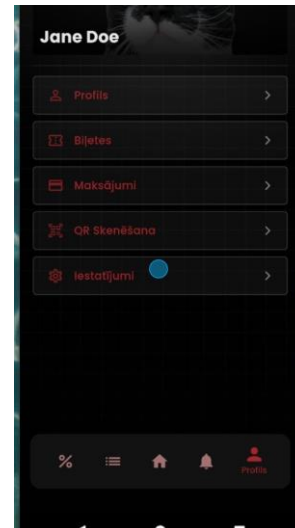 Jane Doe
Profils
Biļetes
Maksājumi
QR Skenēšana
Iestatījumi
Profils